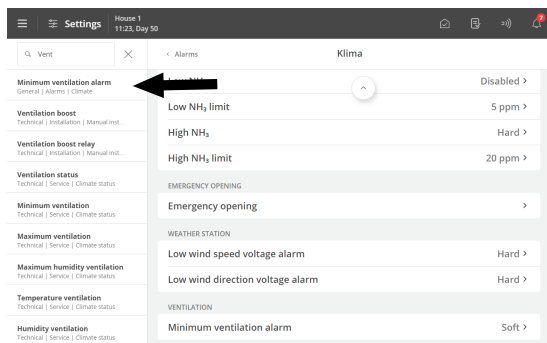 Settings
House 1
11:23, Day 50
7
Vent
Minimum ventilation alarm
General | Alarms | Climate
Ventilation boost
Technical | Installation | Manual inst...
Ventilation boost relay
Technical | Installation | Manual inst...
Ventilation status
Technical | Service | Climate status
Minimum ventilation
Technical | Service | Climate status
Maximum ventilation
Technical | Service | Climate status
Maximum humidity ventilation
Technical | Service | Climate status
Temperature ventilation
Technical | Service | Climate status
Humidity ventilation
Technical | Service | Climate status
< Alarms
Klima
Disabled >
Low NH₃ limit 5 ppm >
High NH₃ Hard >
High NH₃ limit 20 ppm >
EMERGENCY OPENING
Emergency opening >
WEATHER STATION
Low wind speed voltage alarm Hard >
Low wind direction voltage alarm Hard >
VENTILATION
Minimum ventilation alarm Soft >